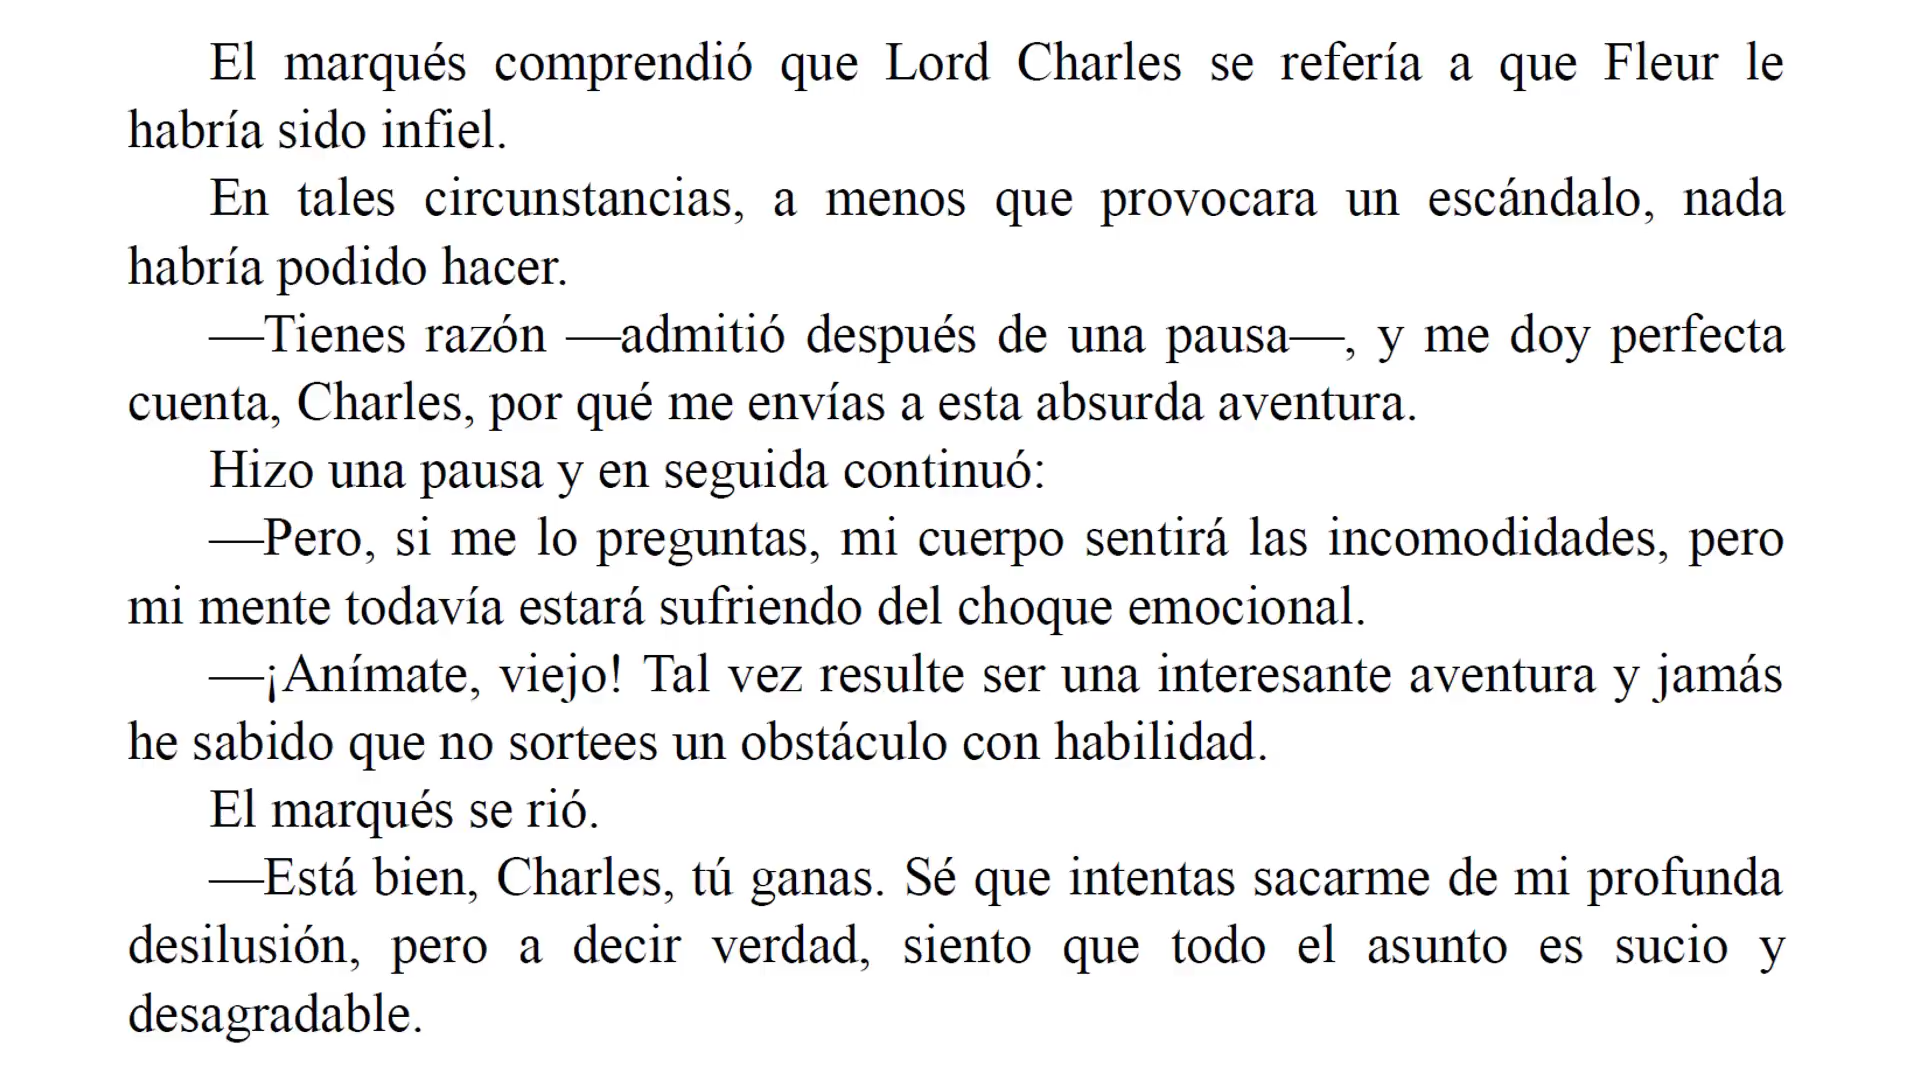 El marqués comprendió que Lord Charles se refería a que Fleur le
habría sido infiel.
En tales circunstancias, a menos que provocara un escándalo, nada
habría podido hacer.
—Tienes razón —admitió después de una pausa—, y me doy perfecta
cuenta, Charles, por qué me envías a esta absurda aventura.
Hizo una pausa y en seguida continuó:
—Pero, si me lo preguntas, mi cuerpo sentirá las incomodidades, pero
mi mente todavía estará sufriendo del choque emocional.
—¡Anímate, viejo! Tal vez resulte ser una interesante aventura y jamás
he sabido que no sortees un obstáculo con habilidad.
El marqués se rió.
—Está bien, Charles, tú ganas. Sé que intentas sacarme de mi profunda
desilusión, pero a decir verdad, siento que todo el asunto es sucio y
desagradable.